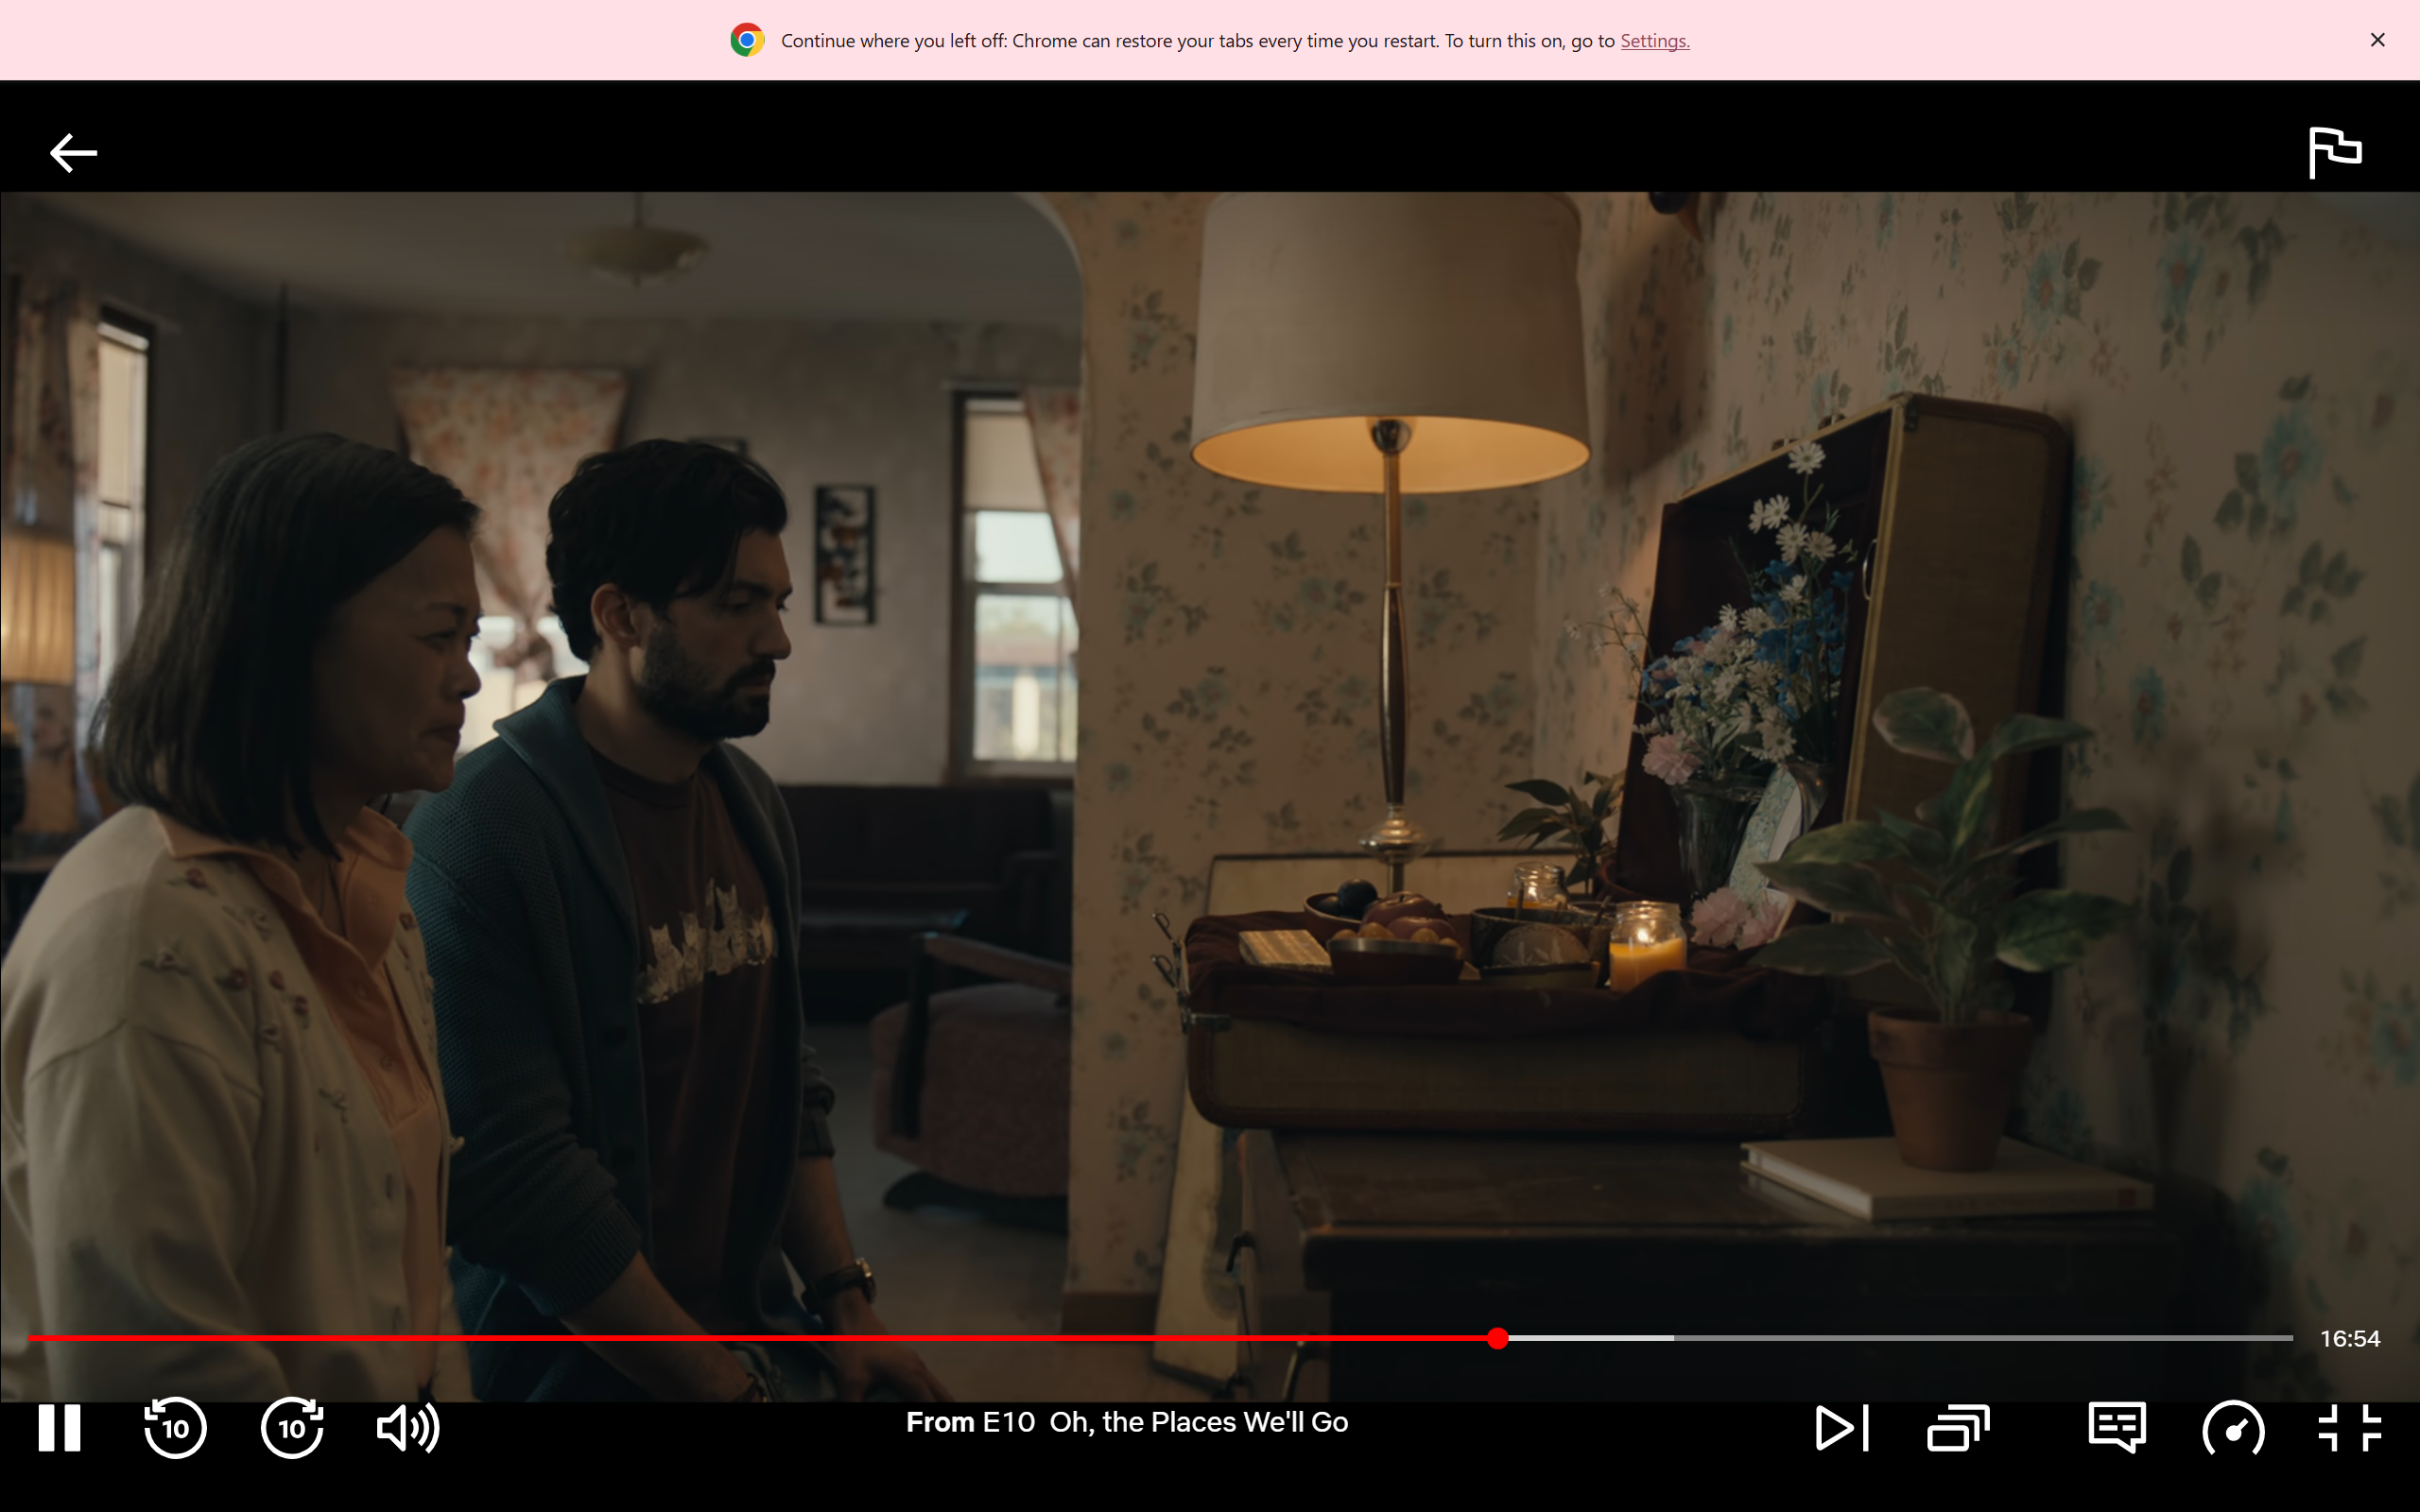 Continue where you left off: Chrome can restore your tabs every time you restart. To turn this on, go to Settings.
16:54
10
10
From E10 Oh, the Places We'll Go